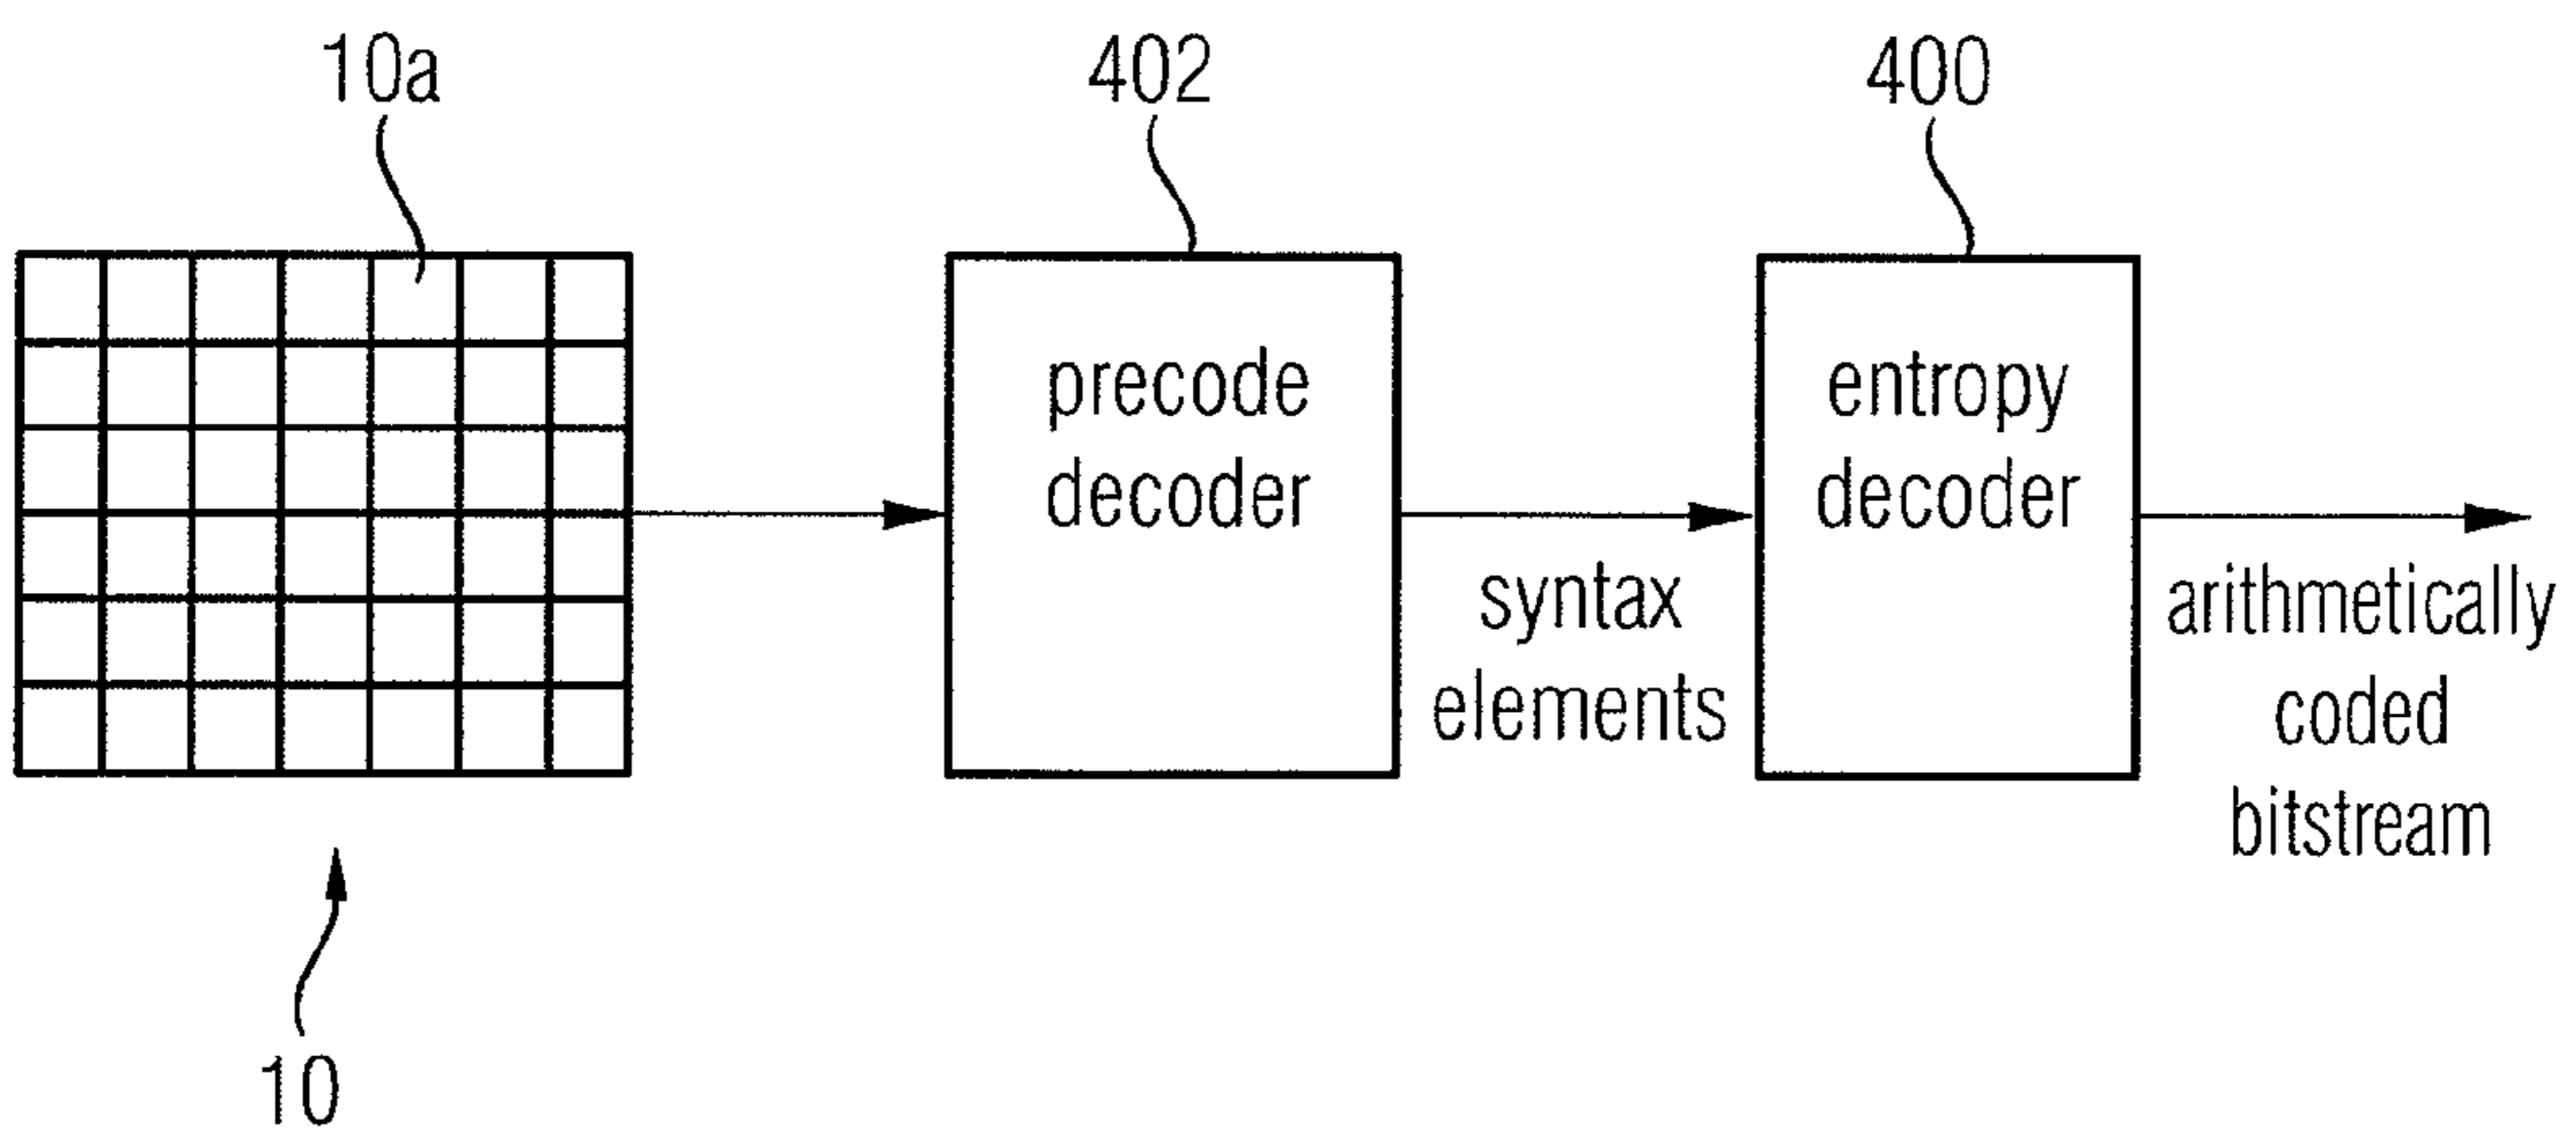 10a
402
400
precode
decoder
entropy
decoder
syntax
elements
arithmetically
coded
bitstream
10